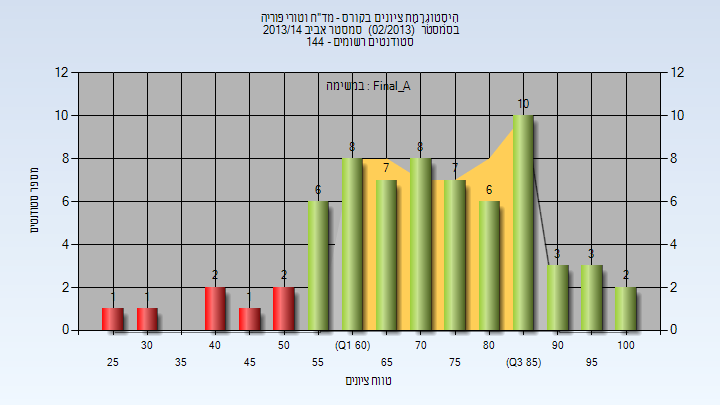 היסטוגרמת ציונים בקורס - מד"ח וטורי פוריה
בסמסטר (02/2013) סמסטר אביב 2013/14
סטודנטים רשומים - 144
במשימה : Final_A
מספר סטודנטים
12 12
10 10
8 8
6 6
4 4
2 2
0 0
1 1 2 1 2 6 8 7 8 7 6 10 3 3 2
30 40 50 (Q1 60) 70 80 90 100
25 35 45 55 65 75 (Q3 85) 95
טווח ציונים